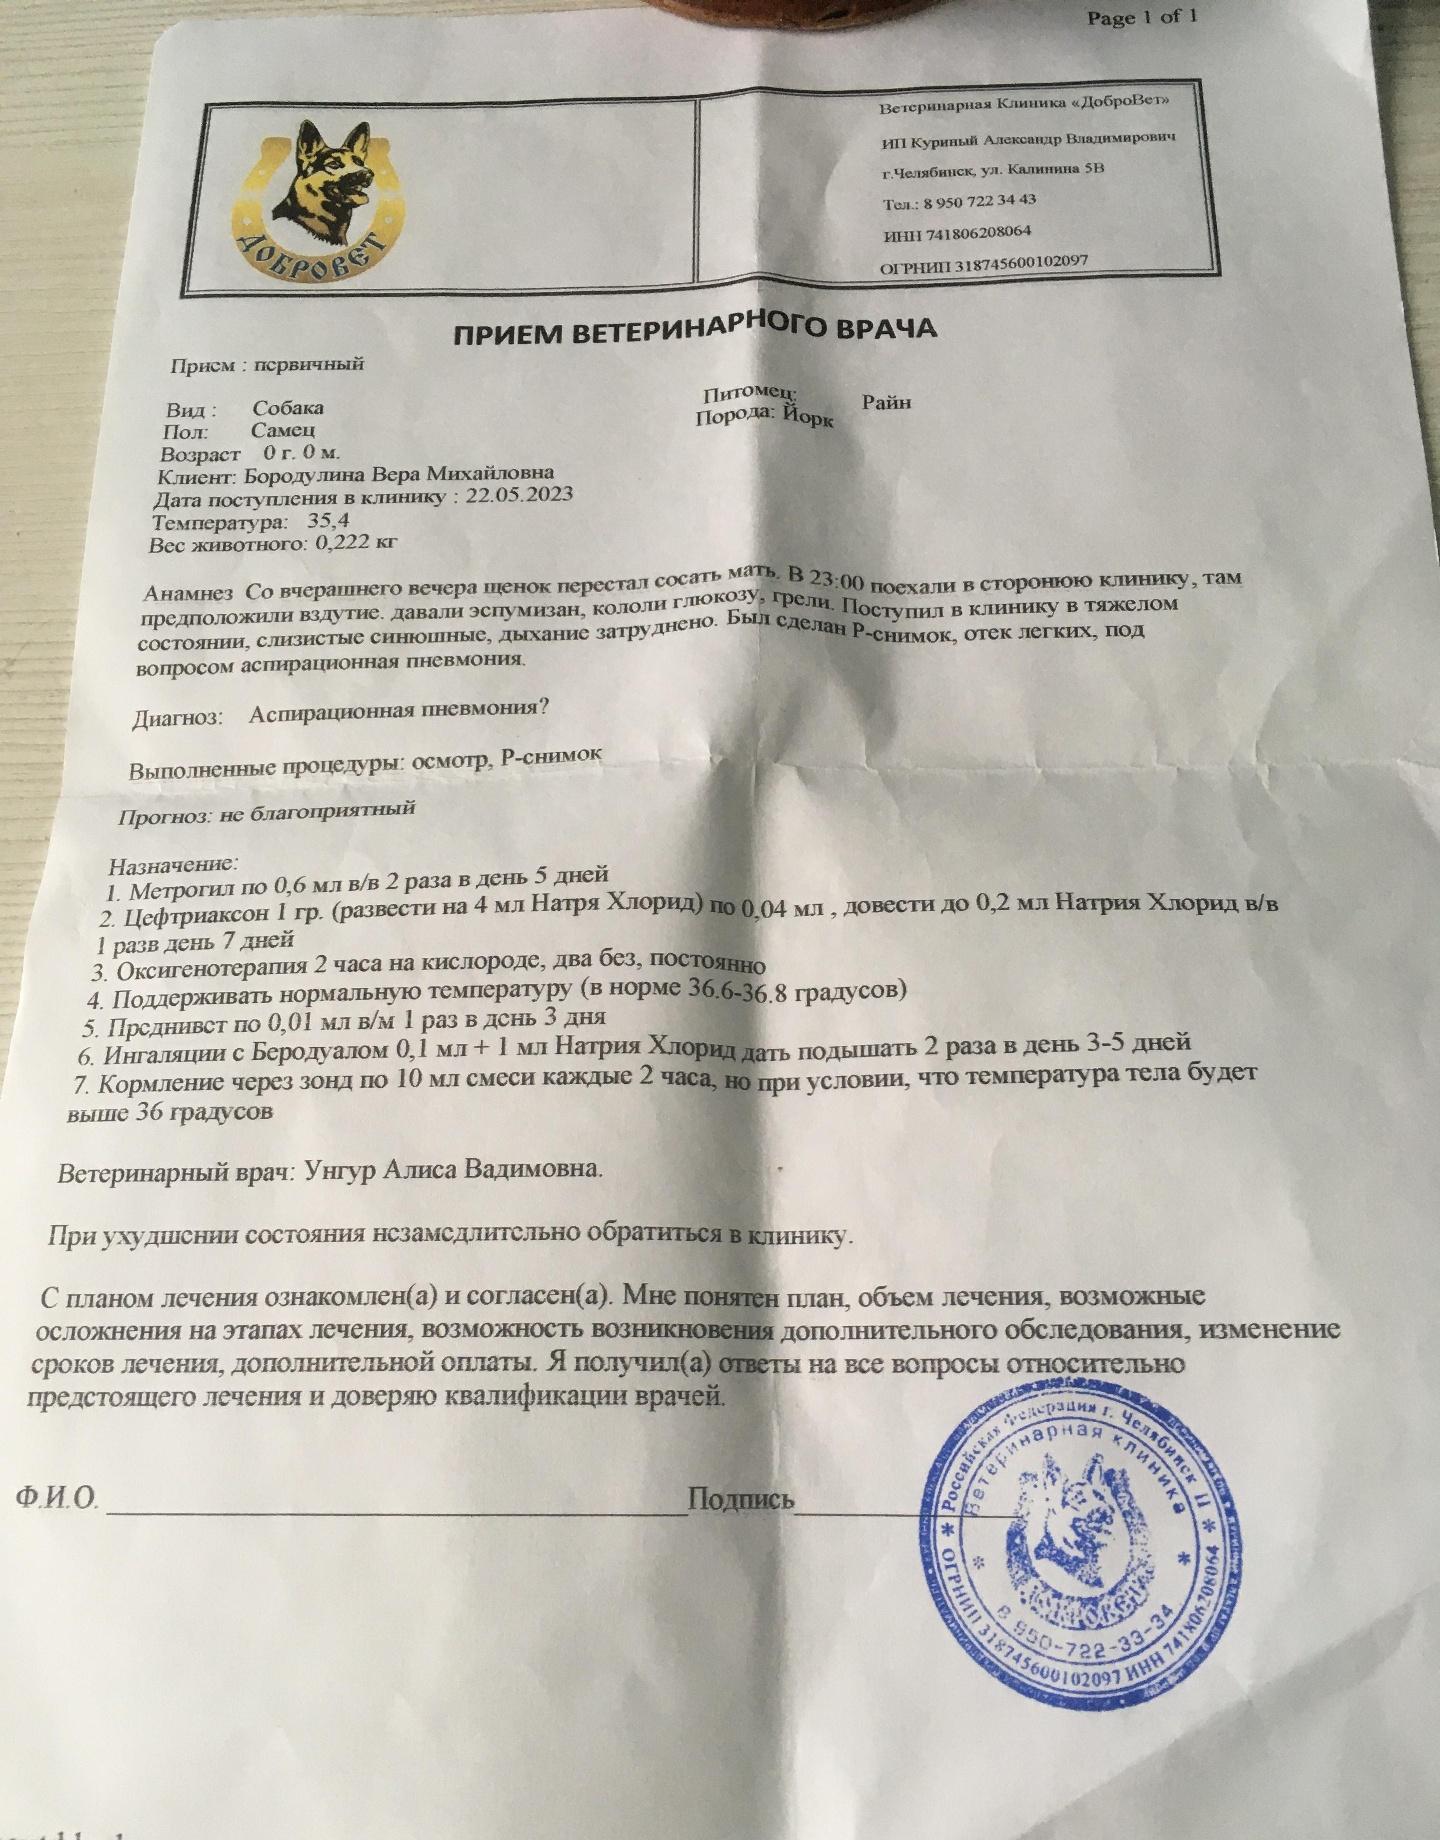 Page 1 of 1
ДОБРОВЕТ
Ветеринарная Клиника «ДоброВет»
ИП Куриный Александр Владимирович
г.Челябинск, ул. Калинина 5В
Тел.: 8 950 722 34 43
ИНН 741806208064
ОГРНИП 318745600102097
ПРИЕМ ВЕТЕРИНАРНОГО ВРАЧА
Прием : первичный
Вид : Собака
Питомец: Райн
Пол: Самец
Порода: Йорк
Возраст 0 г. 0 м.
Клиент: Бородулина Вера Михайловна
Дата поступления в клинику : 22.05.2023
Температура: 35,4
Вес животного: 0,222 кг
Анамнез Со вчерашнего вечера щенок перестал сосать мать. В 23:00 поехали в стороннюю клинику, там
предположили вздутие. давали эспумизан, кололи глюкозу, грели. Поступил в клинику в тяжелом
состоянии, слизистые синюшные, дыхание затруднено. Был сделан Р-снимок, отек легких, под
вопросом аспирационная пневмония.
Диагноз: Аспирационная пневмония?
Выполненные процедуры: осмотр, Р-снимок
Прогноз: не благоприятный
Назначение:
1. Метрогил по 0,6 мл в/в 2 раза в день 5 дней
2. Цефтриаксон 1 гр. (развести на 4 мл Натря Хлорид) по 0,04 мл , довести до 0,2 мл Натрия Хлорид в/в
1 разв день 7 дней
3. Оксигенотерапия 2 часа на кислороде, два без, постоянно
4. Поддерживать нормальную температуру (в норме 36.6-36.8 градусов)
5. Преднивет по 0,01 мл в/м 1 раз в день 3 дня
6. Ингаляции с Беродуалом 0,1 мл + 1 мл Натрия Хлорид дать подышать 2 раза в день 3-5 дней
7. Кормление через зонд по 10 мл смеси каждые 2 часа, но при условии, что температура тела будет
выше 36 градусов
Ветеринарный врач: Унгур Алиса Вадимовна.
При ухудшении состояния незамедлительно обратиться в клинику.
С планом лечения ознакомлен(а) и согласен(а). Мне понятен план, объем лечения, возможные
осложнения на этапах лечения, возможность возникновения дополнительного обследования, изменение
сроков лечения, дополнительной оплаты. Я получил(а) ответы на все вопросы относительно
предстоящего лечения и доверяю квалификации врачей.
Ф.И.О. Подпись
Российская Федерация г. Челябинск
Ветеринарная клиника
8 950-722-33-34
ОГРНИП 318745600102097 ИНН 741806208064